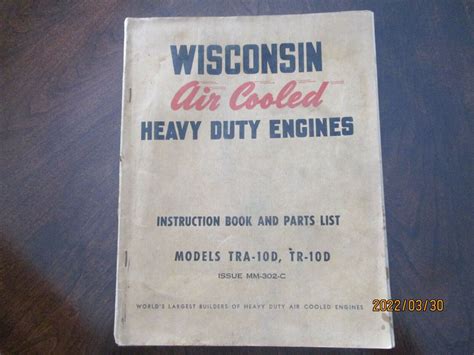 WISCONSIN
Air Cooled
HEAVY DUTY ENGINES
INSTRUCTION BOOK AND PARTS LIST
MODELS TRA-10D, TR-10D
ISSUE MM-302-C
WORLD'S LARGEST BUILDERS OF HEAVY DUTY AIR COOLED ENGINES
2022/03/30